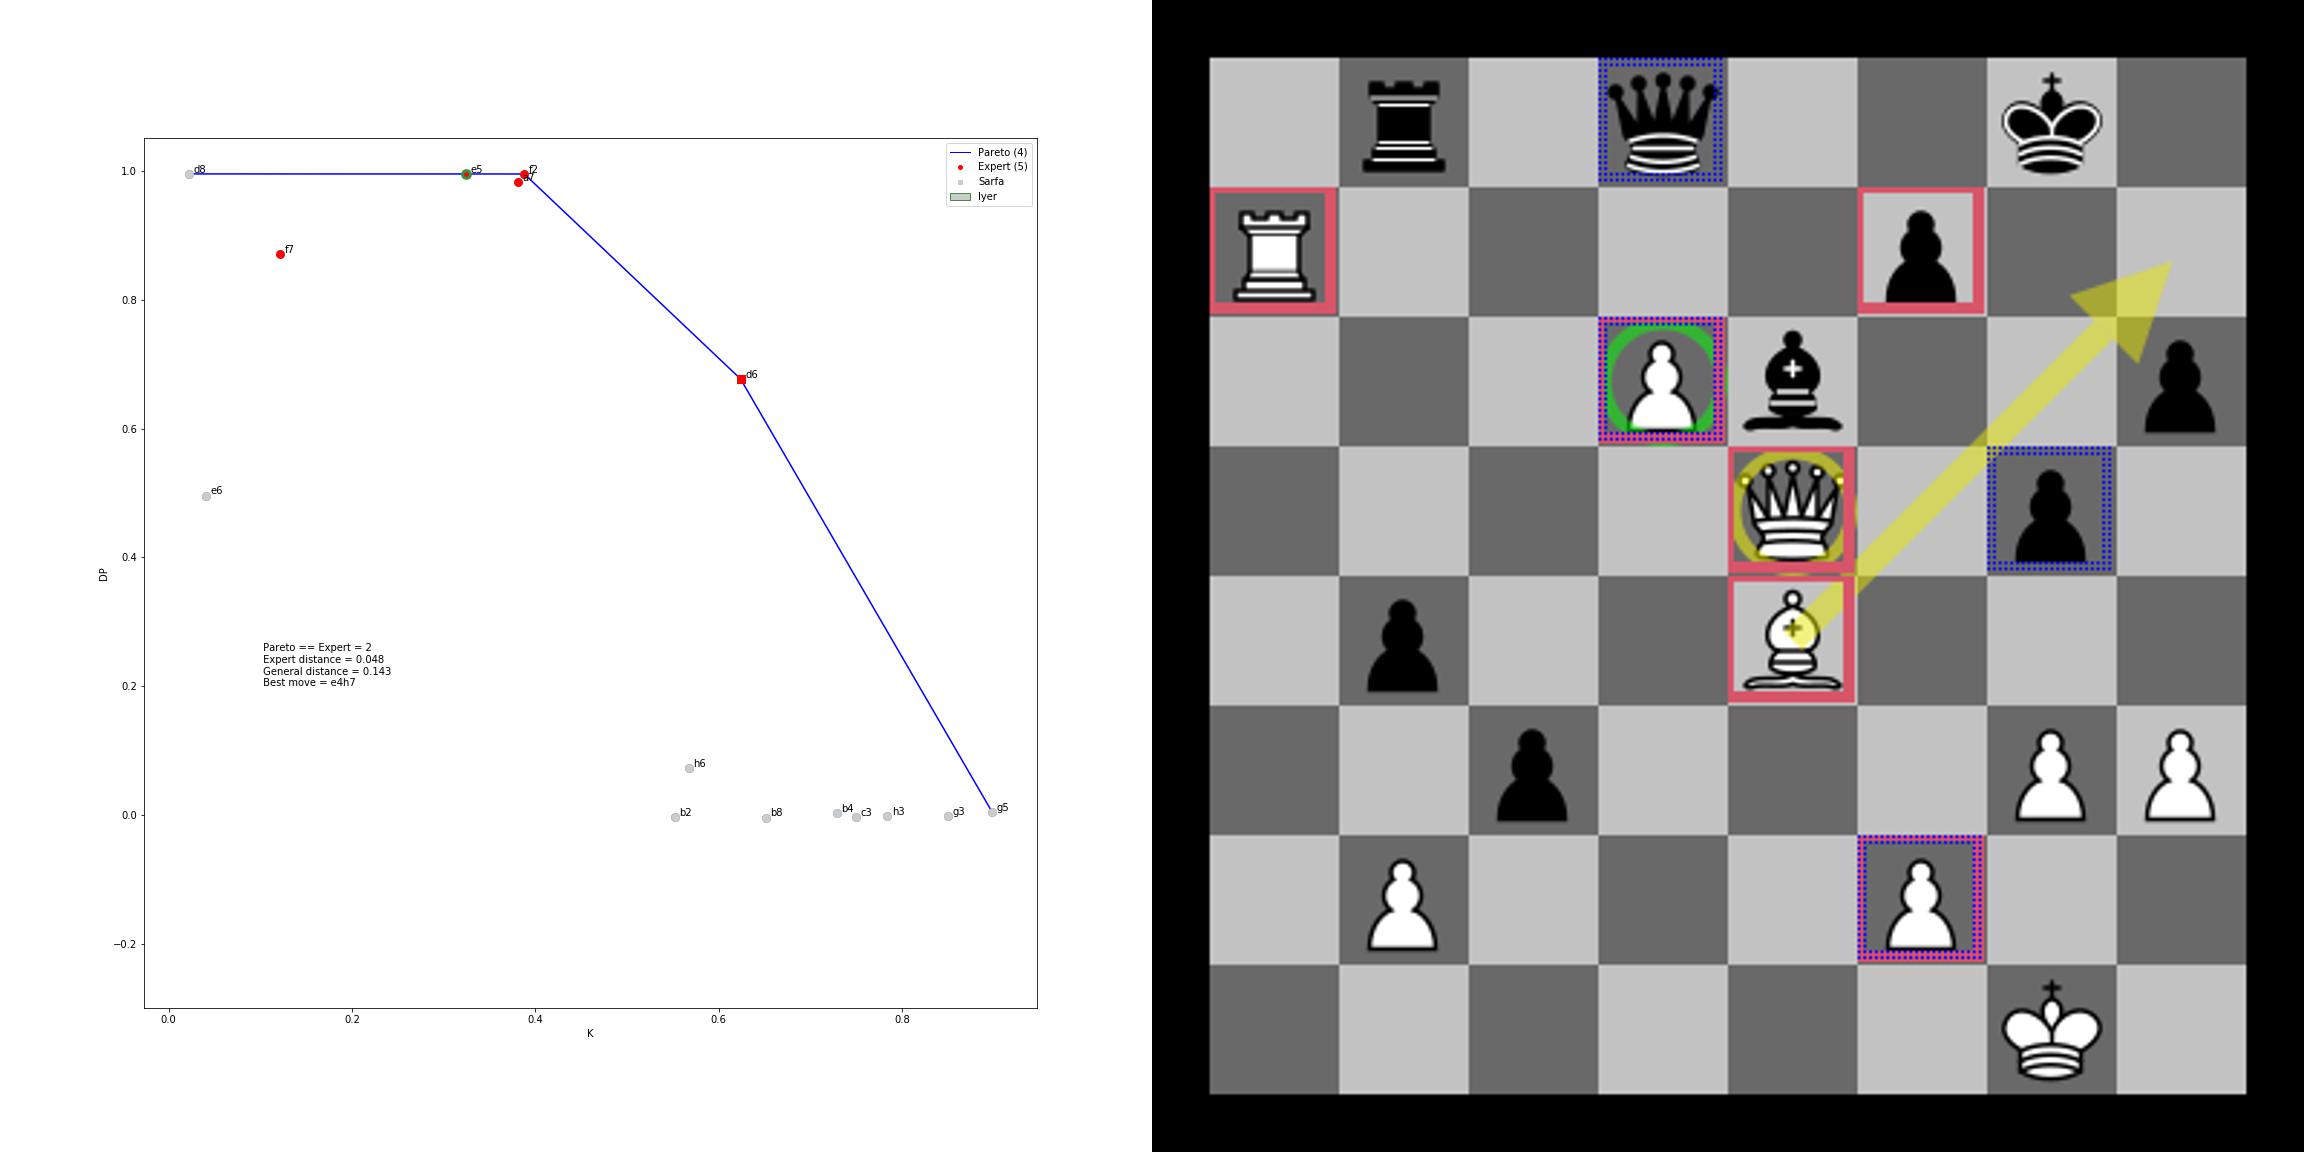 1.0
0.8
0.6
0.4
0.2
0.0
−0.2
DP
0.0 0.2 0.4 0.6 0.8
K
d8
e5
f2
f7
d6
e6
h6
b2
b8
b4
c3
h3
g3
g5
Pareto (4)
Expert (5)
Sarfa
Iyer
Pareto == Expert = 2
Expert distance = 0.048
General distance = 0.143
Best move = e4h7